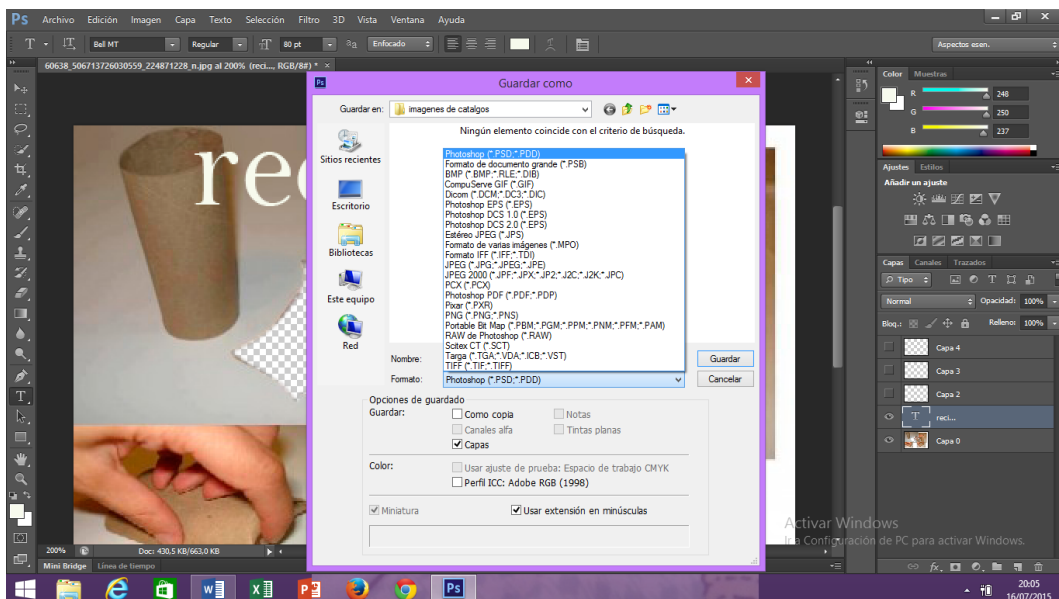 Ps Archivo Edición Imagen Capa Texto Selección Filtro 3D Vista Ventana Ayuda
T Bell MT Regular 80 pt Enfocado Aspectos esen.
60638_506713726030559_224871228_n.jpg al 200% (reci..., RGB/8#) *
rec
Guardar como
Guardar en: imagenes de catalgos
Ningún elemento coincide con el criterio de búsqueda.
Sitios recientes
Escritorio
Bibliotecas
Este equipo
Red
Photoshop (*.PSD;*.PDD)
Formato de documento grande (*.PSB)
BMP (*.BMP;*.RLE;*.DIB)
CompuServe GIF (*.GIF)
Dicom (*.DCM;*.DC3;*.DIC)
Photoshop EPS (*.EPS)
Photoshop DCS 1.0 (*.EPS)
Photoshop DCS 2.0 (*.EPS)
Estéreo JPEG (*.JPS)
Formato de varias imágenes (*.MPO)
Formato IFF (*.IFF;*.TDI)
JPEG (*.JPG;*.JPEG;*.JPE)
JPEG 2000 (*.JPF;*.JPX;*.JP2;*.J2C;*.J2K;*.JPC)
PCX (*.PCX)
Photoshop PDF (*.PDF;*.PDP)
Pixar (*.PXR)
PNG (*.PNG;*.PNS)
Portable Bit Map (*.PBM;*.PGM;*.PPM;*.PNM;*.PFM;*.PAM)
RAW de Photoshop (*.RAW)
Scitex CT (*.SCT)
Targa (*.TGA;*.VDA;*.ICB;*.VST)
TIFF (*.TIF;*.TIFF)
Nombre: Guardar
Formato: Photoshop (*.PSD;*.PDD) Cancelar
Opciones de guardado
Guardar: Como copia Notas
Canales alfa Tintas planas
Capas
Color: Usar ajuste de prueba: Espacio de trabajo CMYK
Perfil ICC: Adobe RGB (1998)
Miniatura Usar extensión en minúsculas
Color Muestras
R 248
G 250
B 237
Ajustes Estilos
Añadir un ajuste
Capas Canales Trazados
Tipo
Normal Opacidad: 100%
Bloq.: Relleno: 100%
Capa 4
Capa 3
Capa 2
T reci...
Capa 0
Activar Windows
Ir a Configuración de PC para activar Windows.
200% Doc: 430.5 KB/663.0 KB
Mini Bridge Línea de tiempo
fx
Ps
20:05
16/07/2015